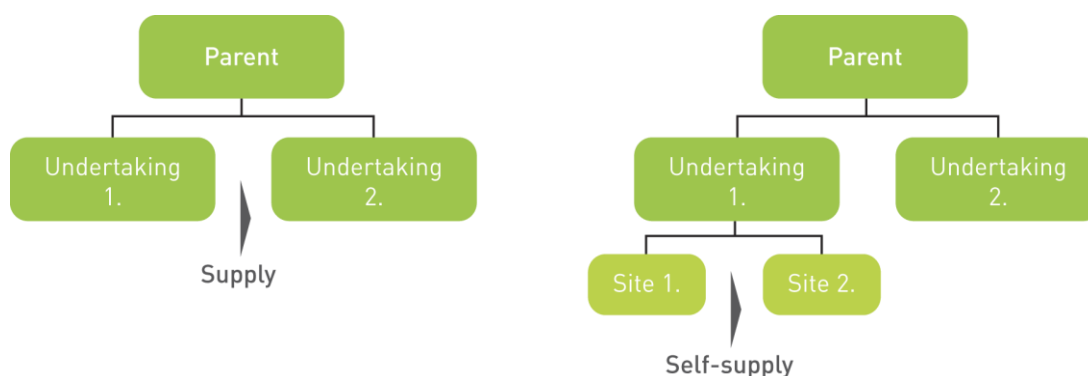 Parent
Undertaking
1.
Undertaking
2.
Supply
Parent
Undertaking
1.
Undertaking
2.
Site 1.
Site 2.
Self-supply